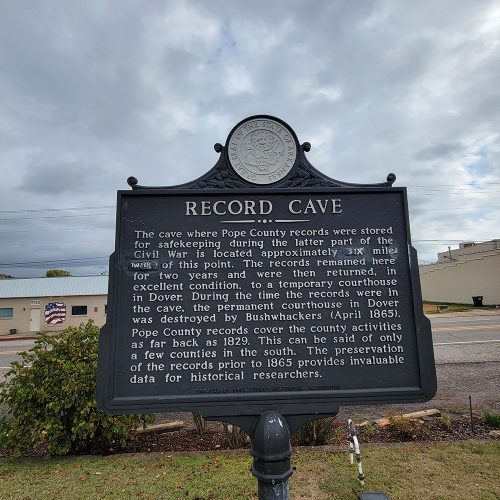 RECORD CAVE
The cave where Pope County records were stored
for safekeeping during the latter part of the
Civil War is located approximately SIX miles
of this point. The records remained here
for two years and were then returned, in
excellent condition, to a temporary courthouse
in Dover. During the time the records were in
the cave, the permanent courthouse in Dover
was destroyed by Bushwhackers (April 1865).
Pope County records cover the county activities
as far back as 1829. This can be said of only
a few counties in the south. The preservation
of the records prior to 1865 provides invaluable
data for historical researchers.